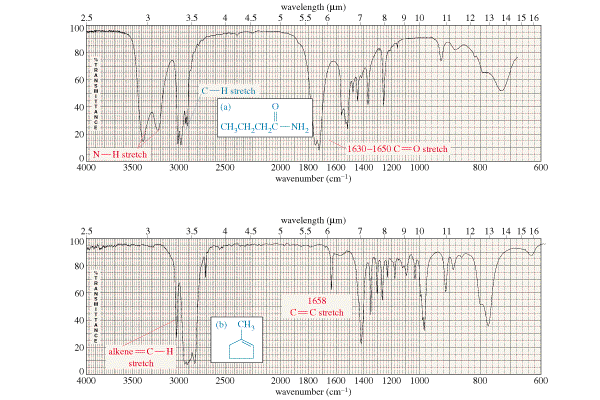 wavelength (μm)
2.5 3 3.5 4 4.5 5 5.5 6 7 8 9 10 11 12 13 14 15 16
100
80
60
40
20
0
%TRANSMITTANCE
C—H stretch
(a) O
CH₃CH₂CH₂C—NH₂
N—H stretch
1630–1650 C=O stretch
4000 3500 3000 2500 2000 1800 1600 1400 1200 1000 800 600
wavenumber (cm⁻¹)
wavelength (μm)
2.5 3 3.5 4 4.5 5 5.5 6 7 8 9 10 11 12 13 14 15 16
100
80
60
40
20
0
%TRANSMITTANCE
1658
C=C stretch
(b) CH₃
alkene =C—H
stretch
4000 3500 3000 2500 2000 1800 1600 1400 1200 1000 800 600
wavenumber (cm⁻¹)